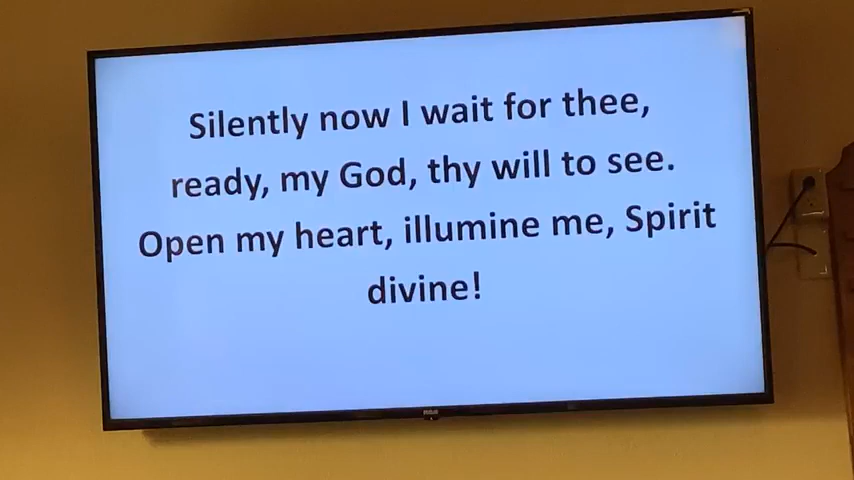 Silently now I wait for thee,
ready, my God, thy will to see.
Open my heart, illumine me, Spirit
divine!
RCA